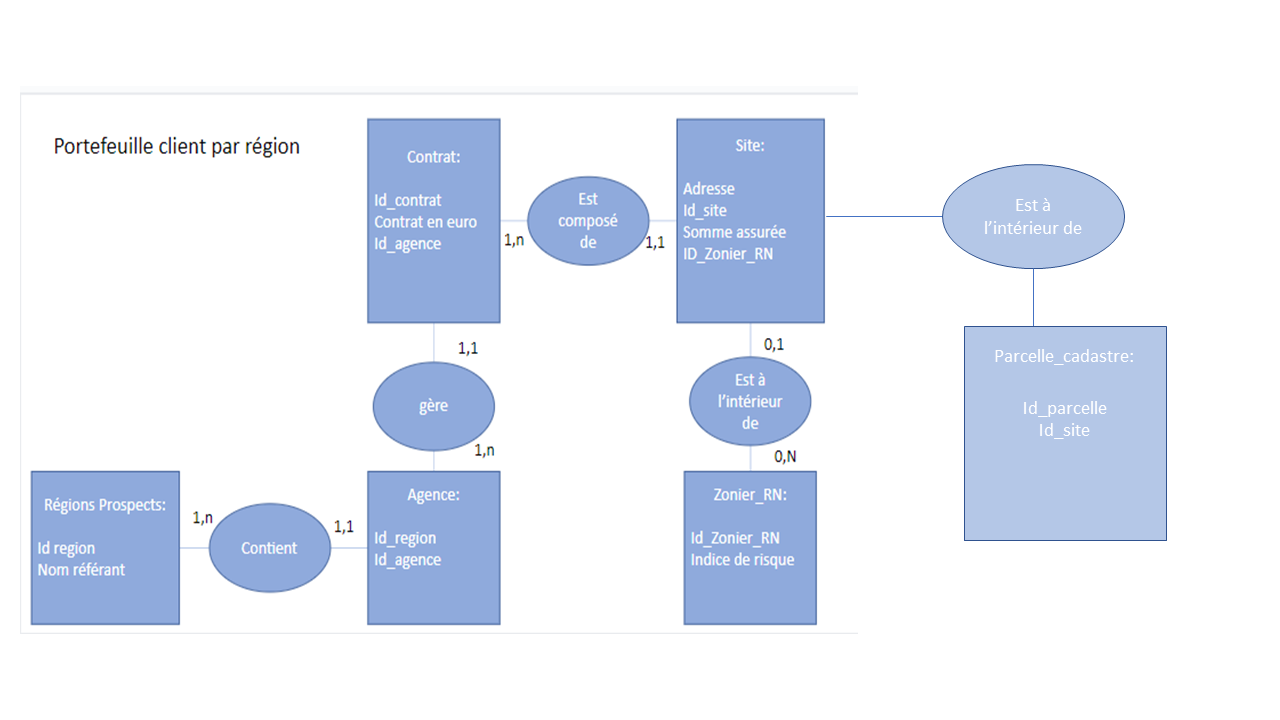 Portefeuille client par région
Contrat:
Id_contrat
Contrat en euro
Id_agence
1,n
Est
composé
de
1,1
Site:
Adresse
Id_site
Somme assurée
ID_Zonier_RN
Est à
l’intérieur de
1,1
gère
1,n
0,1
Est à
l’intérieur
de
0,N
Parcelle_cadastre:
Id_parcelle
Id_site
Régions Prospects:
Id region
Nom référant
1,n
Contient
1,1
Agence:
Id_region
Id_agence
Zonier_RN:
Id_Zonier_RN
Indice de risque